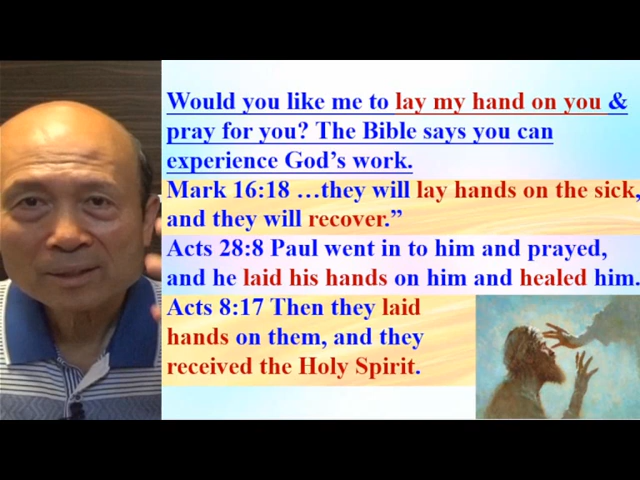 Would you like me to lay my hand on you &
pray for you? The Bible says you can
experience God’s work.
Mark 16:18 …they will lay hands on the sick,
and they will recover.”
Acts 28:8 Paul went in to him and prayed,
and he laid his hands on him and healed him.
Acts 8:17 Then they laid
hands on them, and they
received the Holy Spirit.